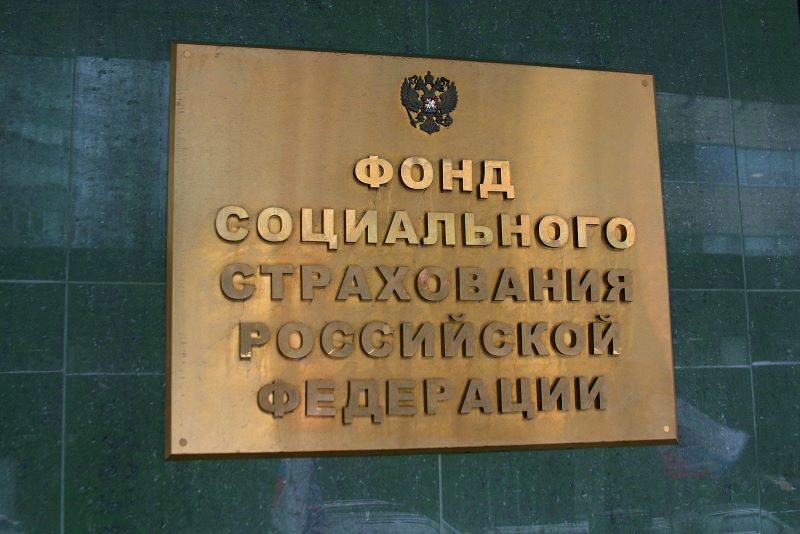 ФОНД
СОЦИАЛЬНОГО
СТРАХОВАНИЯ
РОССИЙСКОЙ
ФЕДЕРАЦИИ